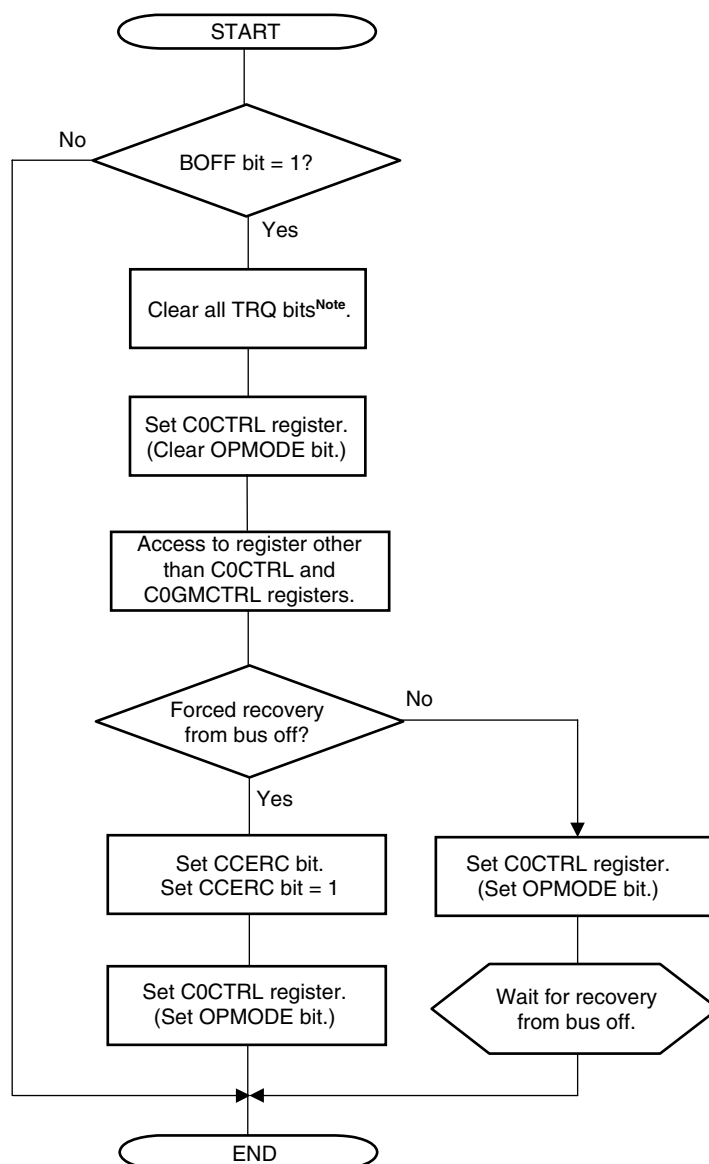 START
No
BOFF bit = 1?
Yes
Clear all TRQ bitsNote.
Set C0CTRL register.
(Clear OPMODE bit.)
Access to register other
than C0CTRL and
C0GMCTRL registers.
Forced recovery
from bus off?
No
Yes
Set CCERC bit.
Set CCERC bit = 1
Set C0CTRL register.
(Set OPMODE bit.)
Set C0CTRL register.
(Set OPMODE bit.)
Wait for recovery
from bus off.
END